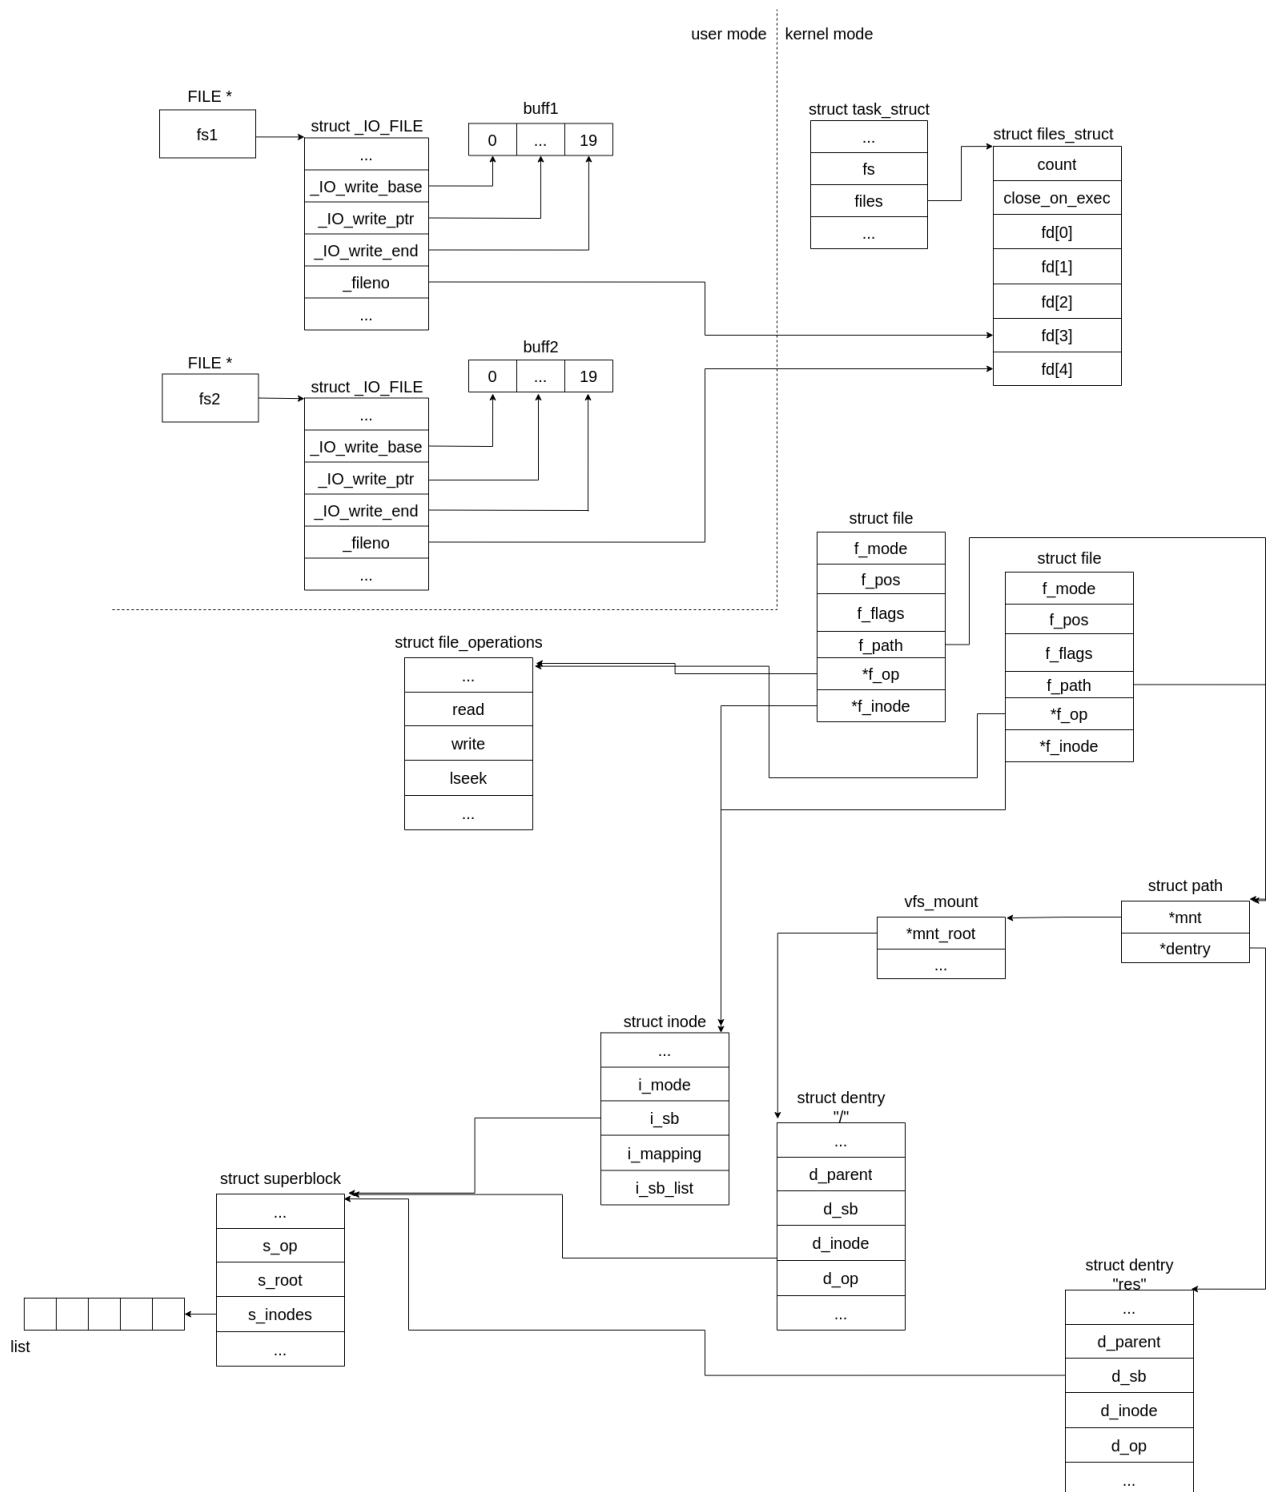 user mode
kernel mode
FILE *
fs1
struct _IO_FILE
...
_IO_write_base
_IO_write_ptr
_IO_write_end
_fileno
...
buff1
0
...
19
struct task_struct
...
fs
files
...
struct files_struct
count
close_on_exec
fd[0]
fd[1]
fd[2]
fd[3]
fd[4]
FILE *
fs2
struct _IO_FILE
...
_IO_write_base
_IO_write_ptr
_IO_write_end
_fileno
...
buff2
0
...
19
struct file
f_mode
f_pos
f_flags
f_path
*f_op
*f_inode
struct file
f_mode
f_pos
f_flags
f_path
*f_op
*f_inode
struct file_operations
...
read
write
lseek
...
struct path
*mnt
*dentry
vfs_mount
*mnt_root
...
struct inode
...
i_mode
i_sb
i_mapping
i_sb_list
struct dentry
"/"
...
d_parent
d_sb
d_inode
d_op
...
struct superblock
...
s_op
s_root
s_inodes
...
list
struct dentry
"res"
...
d_parent
d_sb
d_inode
d_op
...